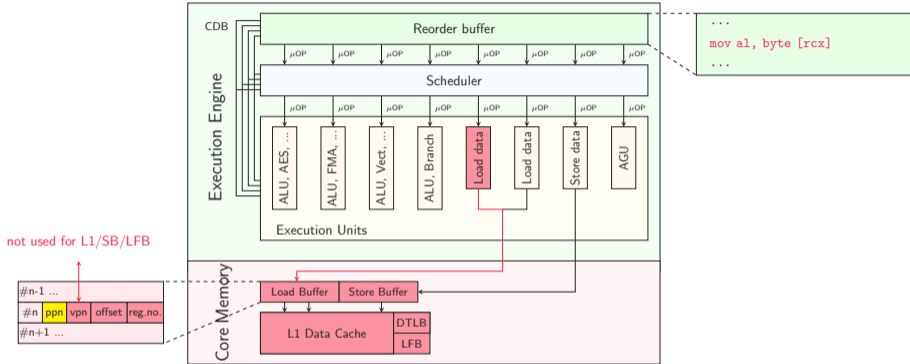 CDB
Reorder buffer
...
mov al, byte [rcx]
...
μOP μOP μOP μOP μOP μOP μOP μOP
Scheduler
μOP μOP μOP μOP μOP μOP μOP μOP
Execution Engine
ALU, AES, ...
ALU, FMA, ...
ALU, Vect, ...
ALU, Branch
Load data
Load data
Store data
AGU
Execution Units
not used for L1/SB/LFB
#n-1 ...
#n ppn vpn offset reg.no.
#n+1 ...
Core Memory
Load Buffer Store Buffer
L1 Data Cache
DTLB
LFB